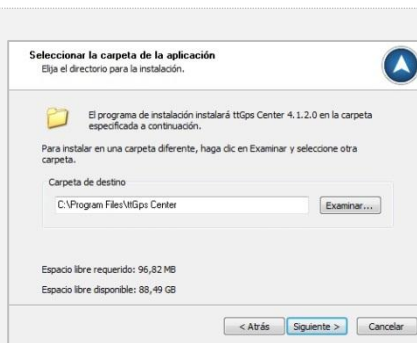 Seleccionar la carpeta de la aplicación
Elija el directorio para la instalación.
El programa de instalación instalará ttGps Center 4.1.2.0 en la carpeta
especificada a continuación.
Para instalar en una carpeta diferente, haga clic en Examinar y seleccione otra
carpeta.
Carpeta de destino
C:\Program Files\ttGps Center
Examinar...
Espacio libre requerido: 96,82 MB
Espacio libre disponible: 88,49 GB
< Atrás
Siguiente >
Cancelar